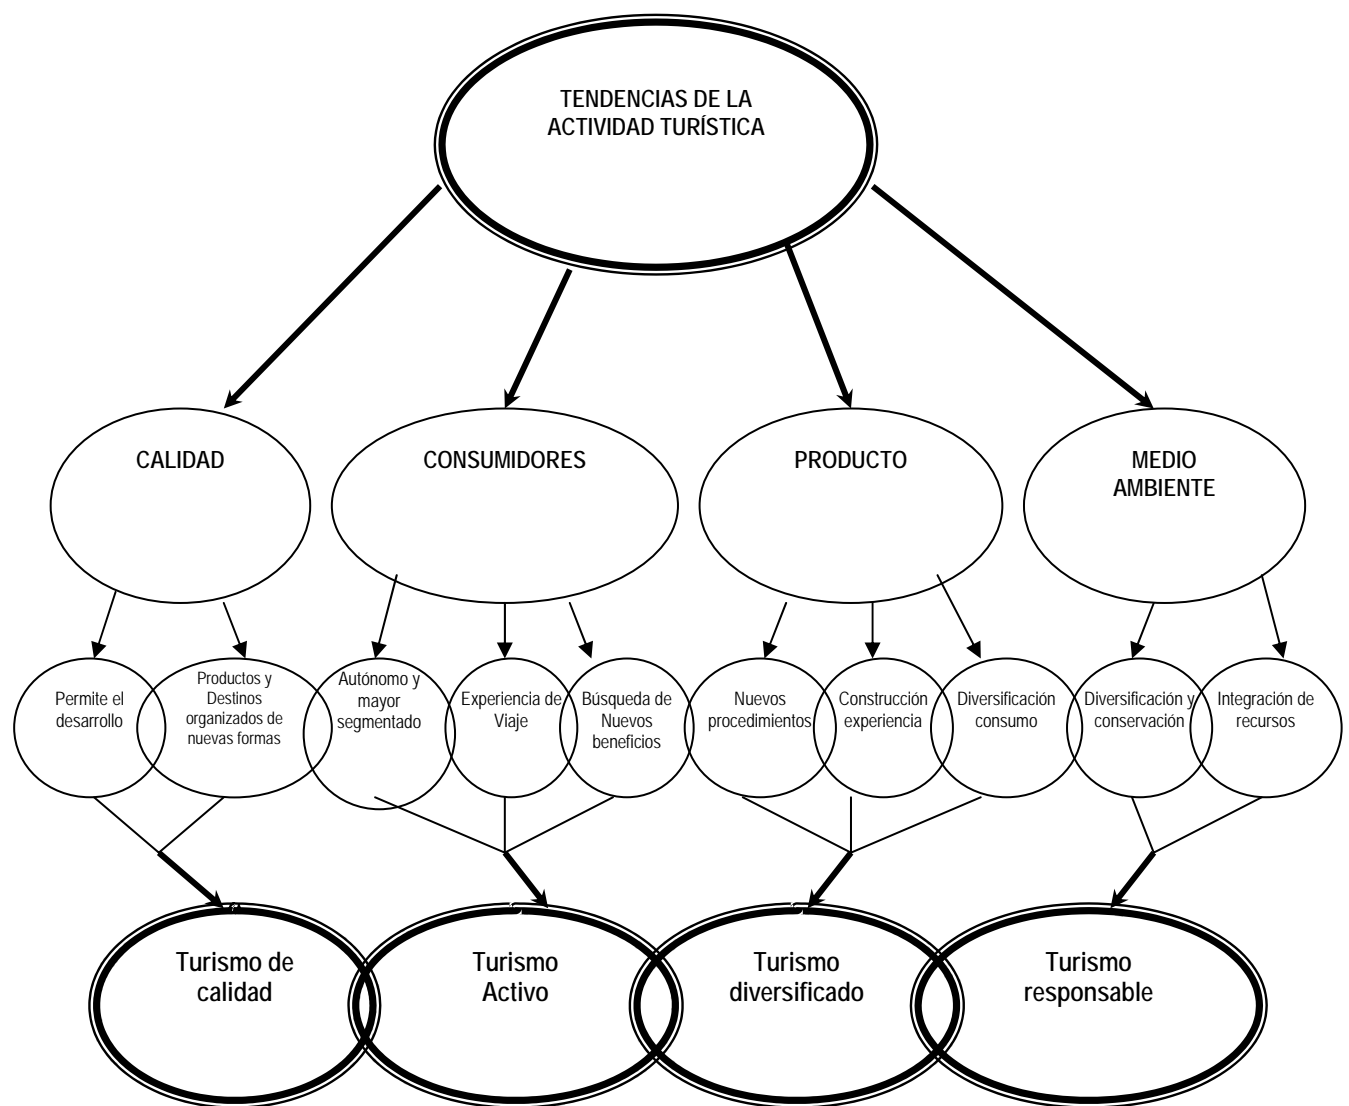 TENDENCIAS DE LA
ACTIVIDAD TURÍSTICA
CALIDAD
CONSUMIDORES
PRODUCTO
MEDIO
AMBIENTE
Permite el
desarrollo
Productos y
Destinos
organizados de
nuevas formas
Autónomo y
mayor
segmentado
Experiencia de
Viaje
Búsqueda de
Nuevos
beneficios
Nuevos
procedimientos
Construcción
experiencia
Diversificación
consumo
Diversificación y
conservación
Integración de
recursos
Turismo de
calidad
Turismo
Activo
Turismo
diversificado
Turismo
responsable